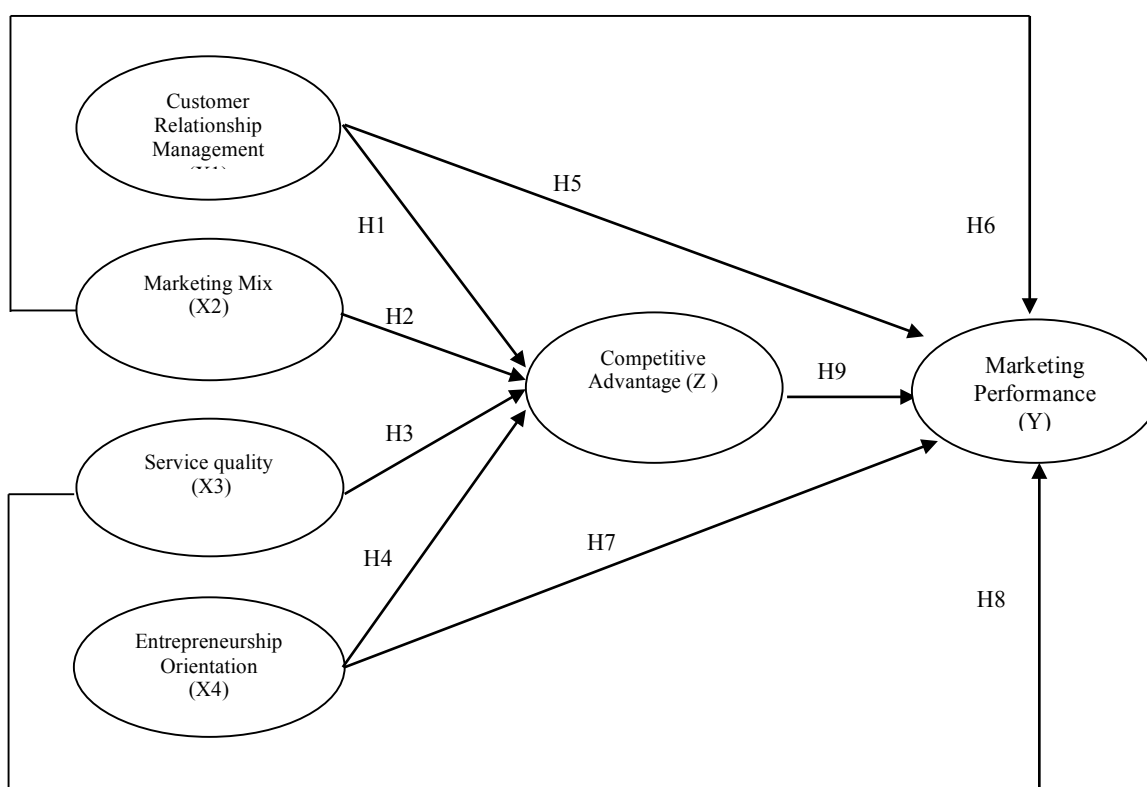 Customer
Relationship
Management
H5
H1
H6
Marketing Mix
(X2)
H2
Competitive
Advantage (Z )
H9
Marketing
Performance
(Y)
Service quality
(X3)
H3
H7
H4
H8
Entrepreneurship
Orientation
(X4)